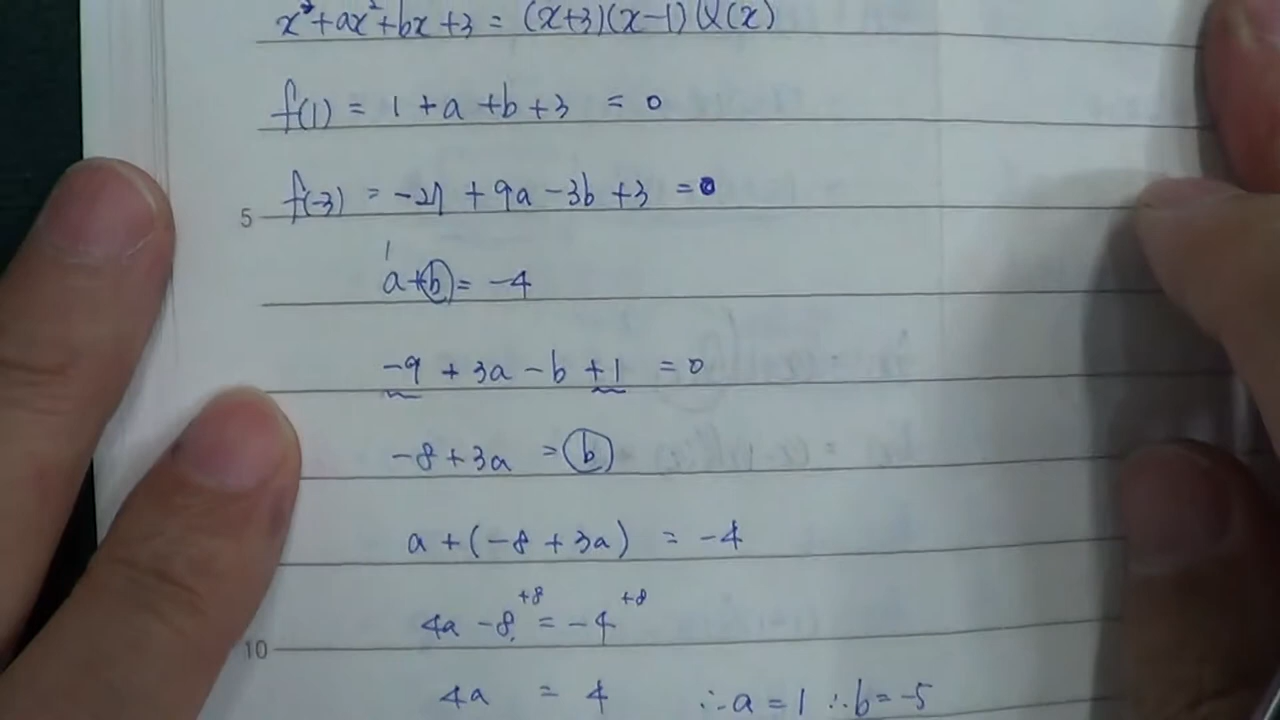 x³+ax²+bx+3 = (x+3)(x-1)Q(x)
f(1) = 1+a+b+3 = 0
5 f(-3) = -27+9a-3b+3 = 0
1
a+b = -4
-9+3a-b+1 = 0
-8+3a = b
a+(-8+3a) = -4
+8 +8
4a-8 = -4
10
4a = 4 ∴a=1 ∴b=-5